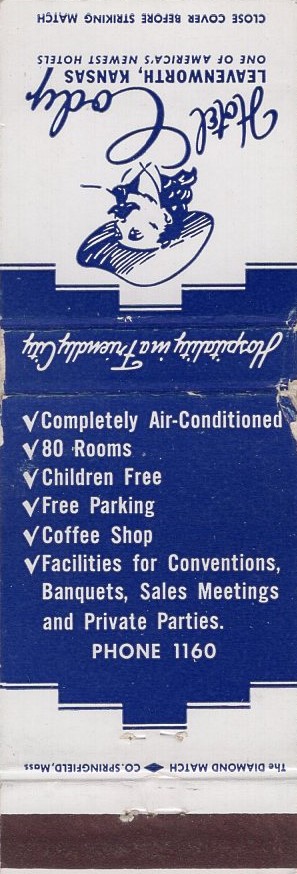 Hotel Cody
LEAVENWORTH, KANSAS
ONE OF AMERICA'S NEWEST HOTELS
CLOSE COVER BEFORE STRIKING MATCH
Hospitality in a Friendly City
√Completely Air-Conditioned
√80 Rooms
√Children Free
√Free Parking
√Coffee Shop
√Facilities for Conventions,
Banquets, Sales Meetings
and Private Parties.
PHONE 1160
The DIAMOND MATCH CO. SPRINGFIELD, Mass